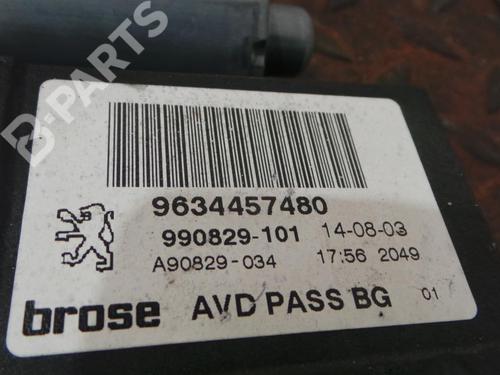 B-PARTS
9634457480
990829-101 14-08-03
A90829-034 17:56 2049
brose AVD PASS BG 01